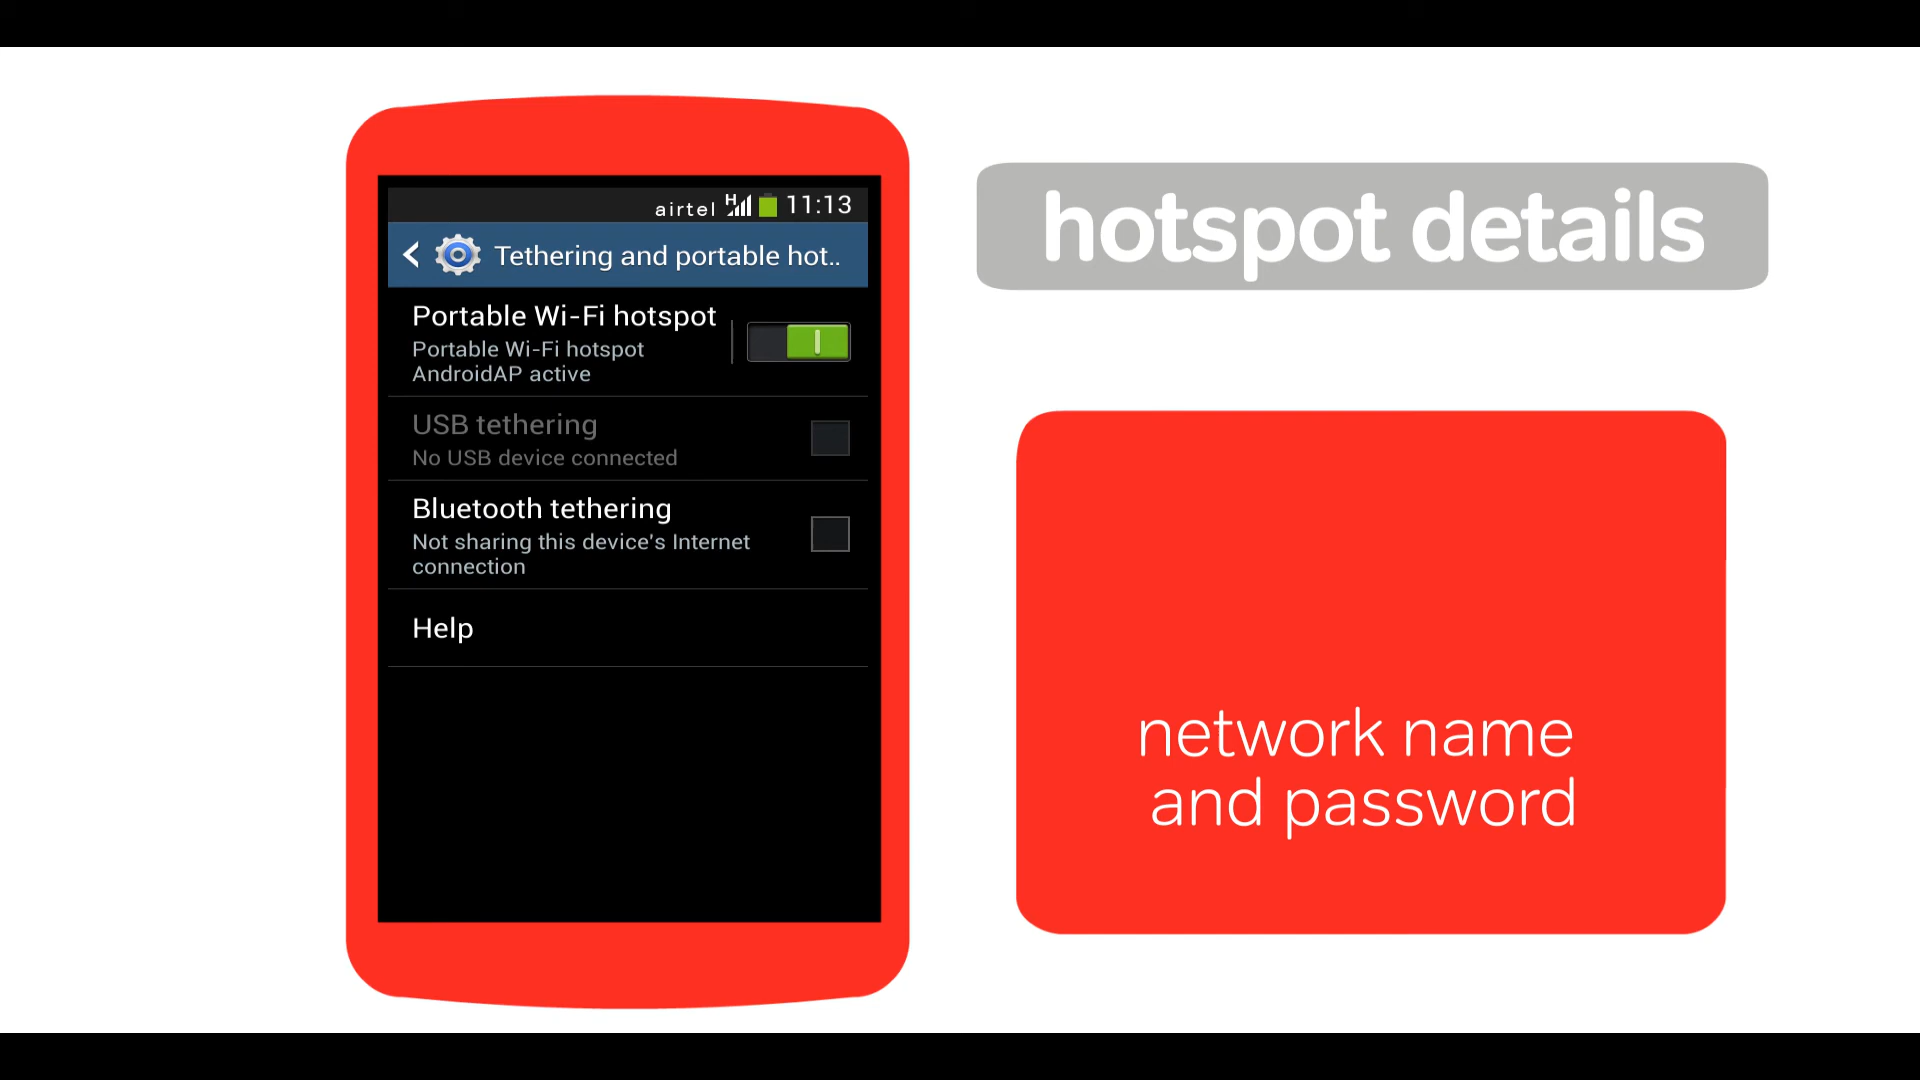 airtel H 11:13
Tethering and portable hot..
Portable Wi-Fi hotspot
Portable Wi-Fi hotspot
AndroidAP active
USB tethering
No USB device connected
Bluetooth tethering
Not sharing this device's Internet
connection
Help
hotspot details
network name
and password